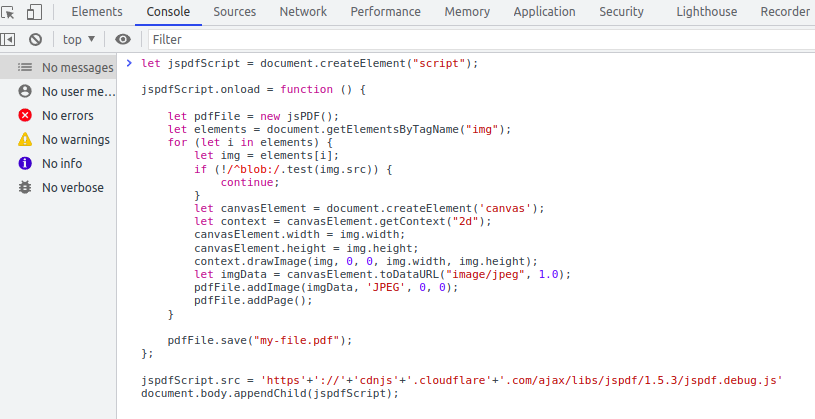 Elements Console Sources Network Performance Memory Application Security Lighthouse Recorder
top Filter
No messages
No user me...
No errors
No warnings
No info
No verbose
let jspdfScript = document.createElement("script");
jspdfScript.onload = function () {
let pdfFile = new jsPDF();
let elements = document.getElementsByTagName("img");
for (let i in elements) {
let img = elements[i];
if (!/^blob:/.test(img.src)) {
continue;
}
let canvasElement = document.createElement('canvas');
let context = canvasElement.getContext("2d");
canvasElement.width = img.width;
canvasElement.height = img.height;
context.drawImage(img, 0, 0, img.width, img.height);
let imgData = canvasElement.toDataURL("image/jpeg", 1.0);
pdfFile.addImage(imgData, 'JPEG', 0, 0);
pdfFile.addPage();
}
pdfFile.save("my-file.pdf");
};
jspdfScript.src = 'https'+'://'+'cdnjs'+'.cloudflare'+'.com/ajax/libs/jspdf/1.5.3/jspdf.debug.js'
document.body.appendChild(jspdfScript);